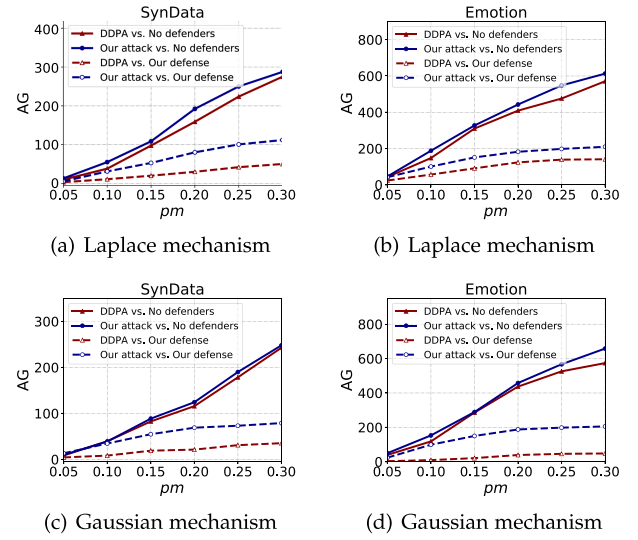 SynData
400
300
200
100
0
AG
DDPA vs. No defenders
Our attack vs. No defenders
DDPA vs. Our defense
Our attack vs. Our defense
0.05 0.10 0.15 0.20 0.25 0.30
pm
(a) Laplace mechanism
Emotion
800
600
400
200
0
AG
DDPA vs. No defenders
Our attack vs. No defenders
DDPA vs. Our defense
Our attack vs. Our defense
0.05 0.10 0.15 0.20 0.25 0.30
pm
(b) Laplace mechanism
SynData
300
200
100
0
AG
DDPA vs. No defenders
Our attack vs. No defenders
DDPA vs. Our defense
Our attack vs. Our defense
0.05 0.10 0.15 0.20 0.25 0.30
pm
(c) Gaussian mechanism
Emotion
800
600
400
200
0
AG
DDPA vs. No defenders
Our attack vs. No defenders
DDPA vs. Our defense
Our attack vs. Our defense
0.05 0.10 0.15 0.20 0.25 0.30
pm
(d) Gaussian mechanism